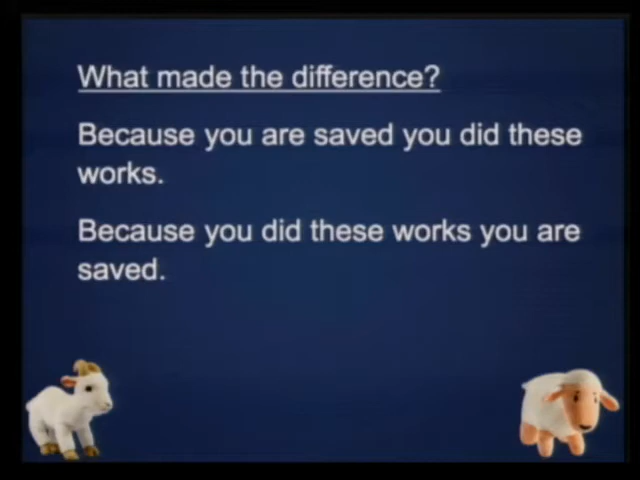 What made the difference?
Because you are saved you did these
works.
Because you did these works you are
saved.